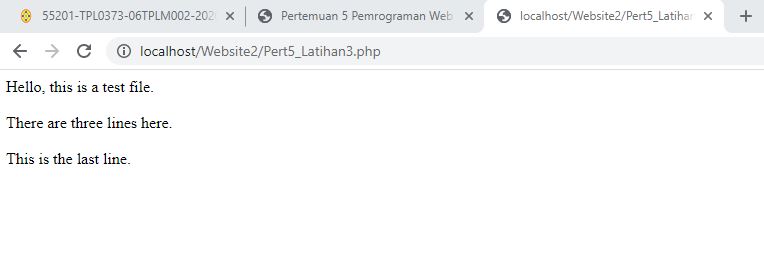 55201-TPL0373-06TPLM002-202
Pertemuan 5 Pemrograman Web
localhost/Website2/Pert5_Latihan
localhost/Website2/Pert5_Latihan3.php
Hello, this is a test file.
There are three lines here.
This is the last line.